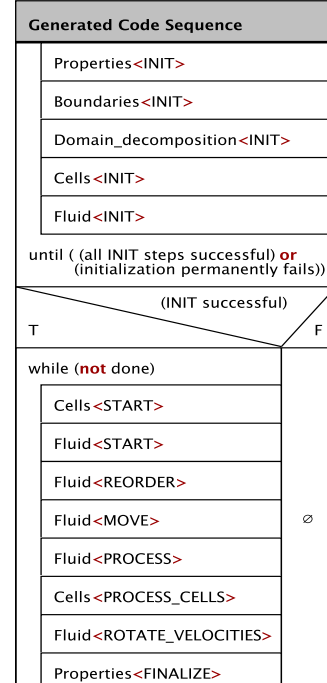 Generated Code Sequence
Properties<INIT>
Boundaries<INIT>
Domain_decomposition<INIT>
Cells<INIT>
Fluid<INIT>
until ( (all INIT steps successful) or
(initialization permanently fails))
(INIT successful)
T F
while (not done)
Cells<START>
Fluid<START>
Fluid<REORDER>
Fluid<MOVE>
∅
Fluid<PROCESS>
Cells<PROCESS_CELLS>
Fluid<ROTATE_VELOCITIES>
Properties<FINALIZE>